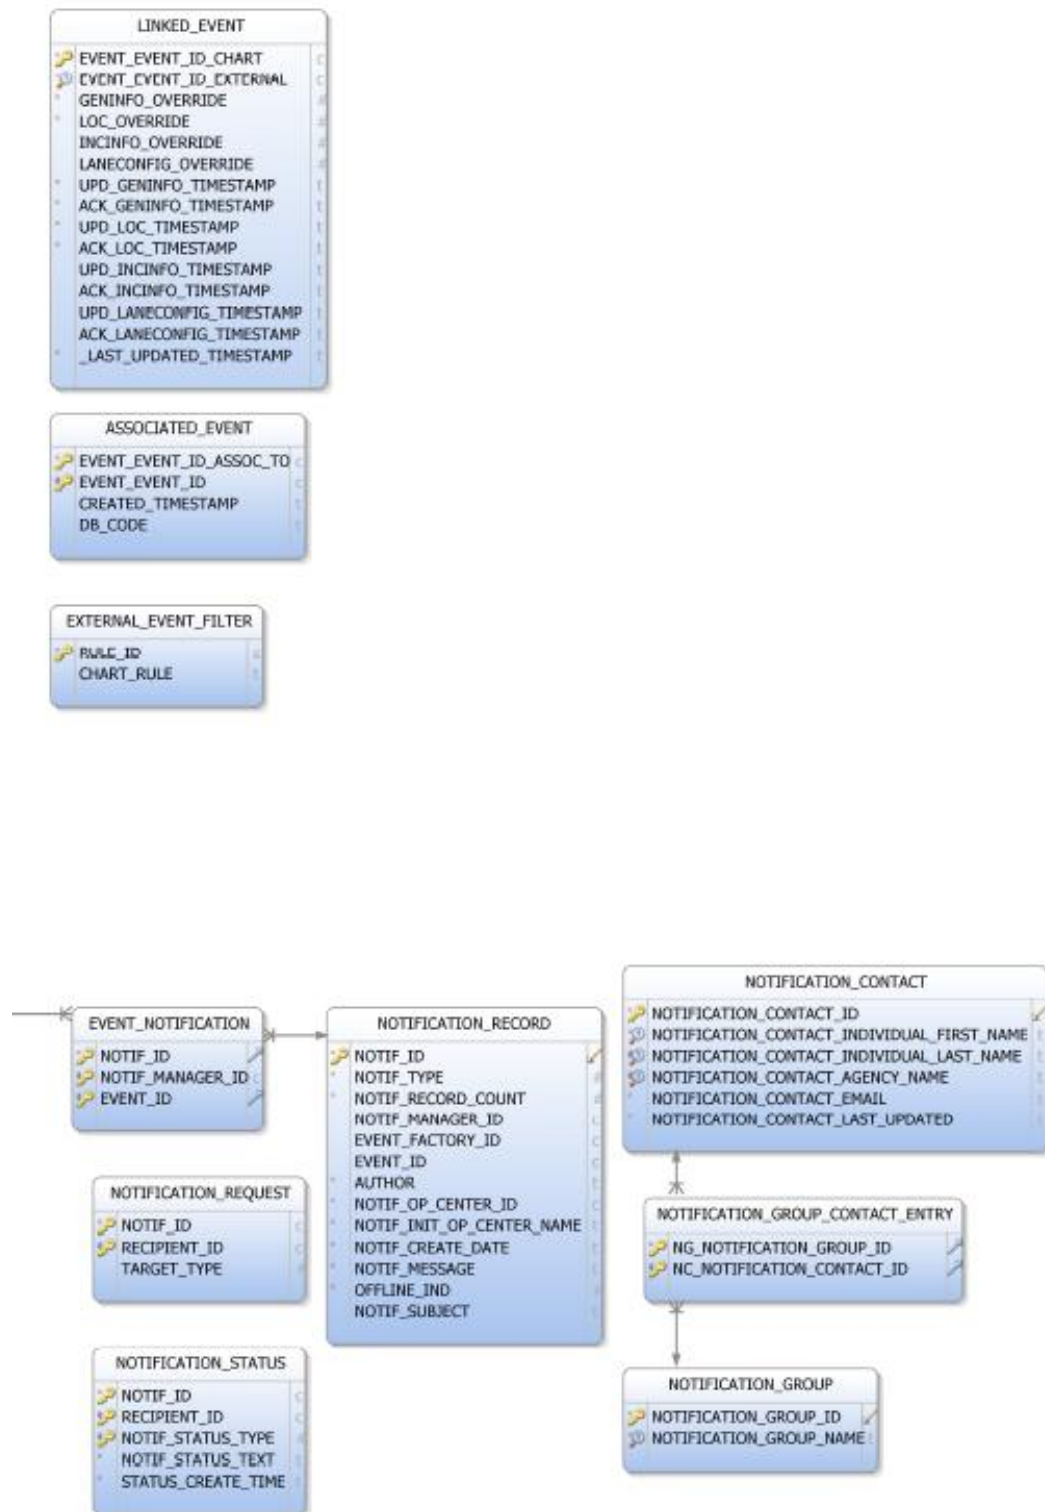 LINKED_EVENT
EVENT_EVENT_ID_CHART
EVENT_EVENT_ID_EXTERNAL
GENINFO_OVERRIDE
LOC_OVERRIDE
INCINFO_OVERRIDE
LANECONFIG_OVERRIDE
UPD_GENINFO_TIMESTAMP
ACK_GENINFO_TIMESTAMP
UPD_LOC_TIMESTAMP
ACK_LOC_TIMESTAMP
UPD_INCINFO_TIMESTAMP
ACK_INCINFO_TIMESTAMP
UPD_LANECONFIG_TIMESTAMP
ACK_LANECONFIG_TIMESTAMP
_LAST_UPDATED_TIMESTAMP
ASSOCIATED_EVENT
EVENT_EVENT_ID_ASSOC_TO
EVENT_EVENT_ID
CREATED_TIMESTAMP
DB_CODE
EXTERNAL_EVENT_FILTER
RULE_ID
CHART_RULE
EVENT_NOTIFICATION
NOTIF_ID
NOTIF_MANAGER_ID
EVENT_ID
NOTIFICATION_REQUEST
NOTIF_ID
RECIPIENT_ID
TARGET_TYPE
NOTIFICATION_STATUS
NOTIF_ID
RECIPIENT_ID
NOTIF_STATUS_TYPE
NOTIF_STATUS_TEXT
STATUS_CREATE_TIME
NOTIFICATION_RECORD
NOTIF_ID
NOTIF_TYPE
NOTIF_RECORD_COUNT
NOTIF_MANAGER_ID
EVENT_FACTORY_ID
EVENT_ID
AUTHOR
NOTIF_OP_CENTER_ID
NOTIF_INIT_OP_CENTER_NAME
NOTIF_CREATE_DATE
NOTIF_MESSAGE
OFFLINE_IND
NOTIF_SUBJECT
NOTIFICATION_CONTACT
NOTIFICATION_CONTACT_ID
NOTIFICATION_CONTACT_INDIVIDUAL_FIRST_NAME
NOTIFICATION_CONTACT_INDIVIDUAL_LAST_NAME
NOTIFICATION_CONTACT_AGENCY_NAME
NOTIFICATION_CONTACT_EMAIL
NOTIFICATION_CONTACT_LAST_UPDATED
NOTIFICATION_GROUP_CONTACT_ENTRY
NG_NOTIFICATION_GROUP_ID
NC_NOTIFICATION_CONTACT_ID
NOTIFICATION_GROUP
NOTIFICATION_GROUP_ID
NOTIFICATION_GROUP_NAME